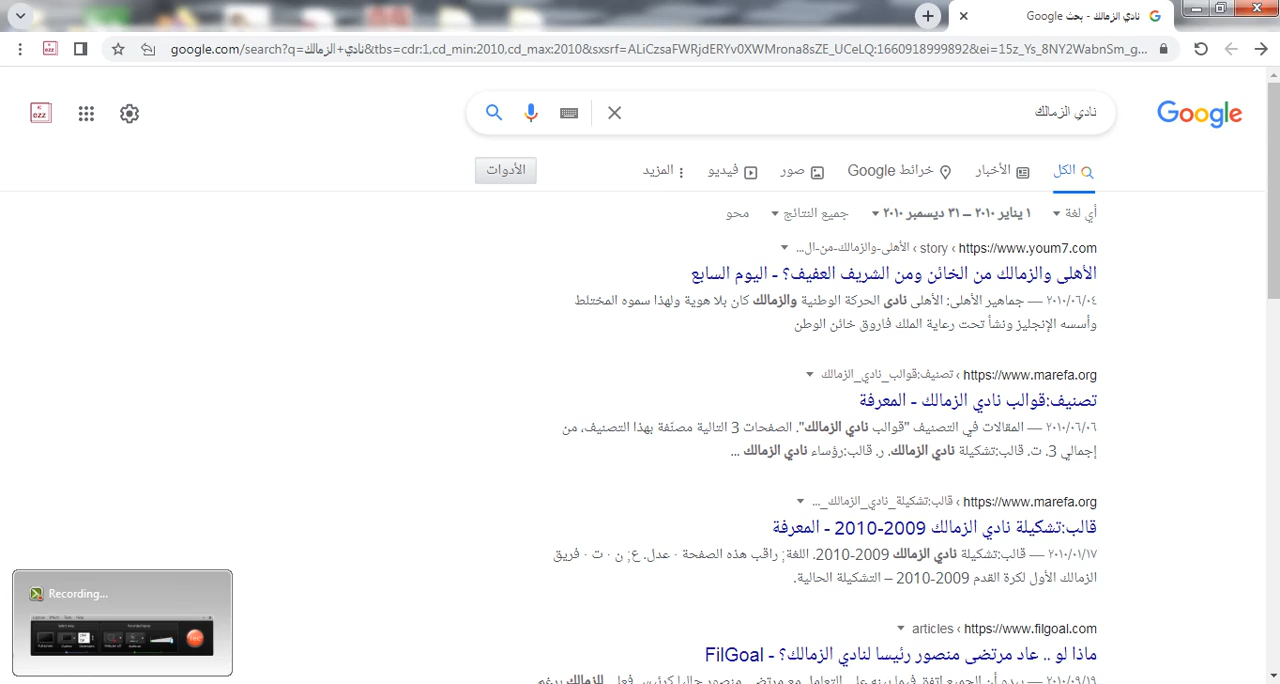 نادي الزمالك - بحث Google
google.com/search?q=نادي+الزمالك&tbs=cdr:1,cd_min:2010,cd_max:2010&sxsrf=ALiCzsaFWRjdERYv0XWMrona8sZE_UCeLQ:1660918999892&ei=15z_Ys_8NY2WabnSm_g...
Google
نادي الزمالك
ezz
الكل
الأخبار
خرائط Google
صور
فيديو
المزيد
الأدوات
أي لغة
١ يناير ٢٠١٠ – ٣١ ديسمبر ٢٠١٠
جميع النتائج
محو
https://www.youm7.com › story › الأهلى-والزمالك-من-ال...
الأهلى والزمالك من الخائن ومن الشريف العفيف؟ - اليوم السابع
٢٠١٠/٠٦/٠٤ — جماهير الأهلى: الأهلى نادى الحركة الوطنية والزمالك كان بلا هوية ولهذا سموه المختلط
وأسسه الإنجليز ونشأ تحت رعاية الملك فاروق خائن الوطن
https://www.marefa.org › تصنيف:قوالب_نادي_الزمالك
تصنيف:قوالب نادي الزمالك - المعرفة
٢٠١٠/٠٦/٠٦ — المقالات في التصنيف "قوالب نادي الزمالك". الصفحات 3 التالية مصنّفة بهذا التصنيف، من
إجمالي 3. ت. قالب:تشكيلة نادي الزمالك. ر. قالب:رؤساء نادي الزمالك ...
https://www.marefa.org › قالب:تشكيلة_نادي_الزمالك_...
قالب:تشكيلة نادي الزمالك 2009-2010 - المعرفة
٢٠١٠/٠١/١٧ — قالب:تشكيلة نادي الزمالك 2009-2010. اللغة; راقب هذه الصفحة · عدل. ع; ن · ت · فريق
الزمالك الأول لكرة القدم 2009-2010 – التشكيلة الحالية.
https://www.filgoal.com › articles
ماذا لو .. عاد مرتضى منصور رئيسا لنادي الزمالك؟ - FilGoal
Recording...
rec